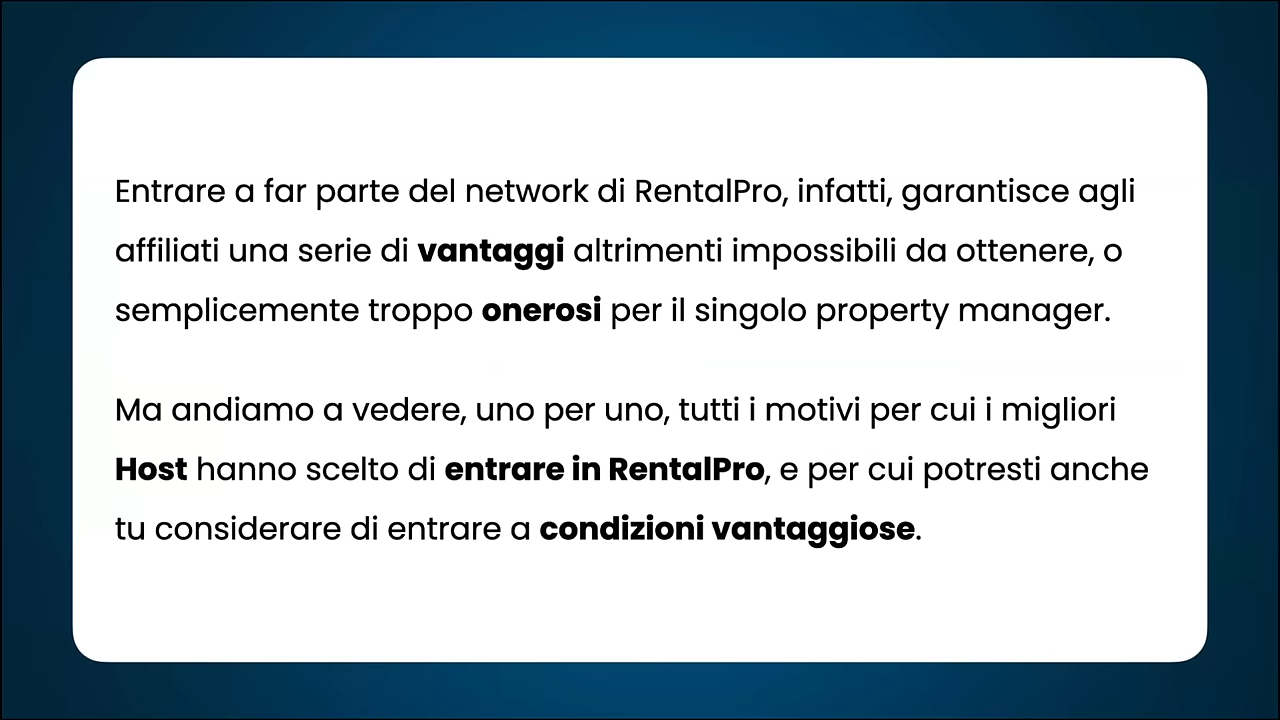 Entrare a far parte del network di RentalPro, infatti, garantisce agli
affiliati una serie di vantaggi altrimenti impossibili da ottenere, o
semplicemente troppo onerosi per il singolo property manager.
Ma andiamo a vedere, uno per uno, tutti i motivi per cui i migliori
Host hanno scelto di entrare in RentalPro, e per cui potresti anche
tu considerare di entrare a condizioni vantaggiose.